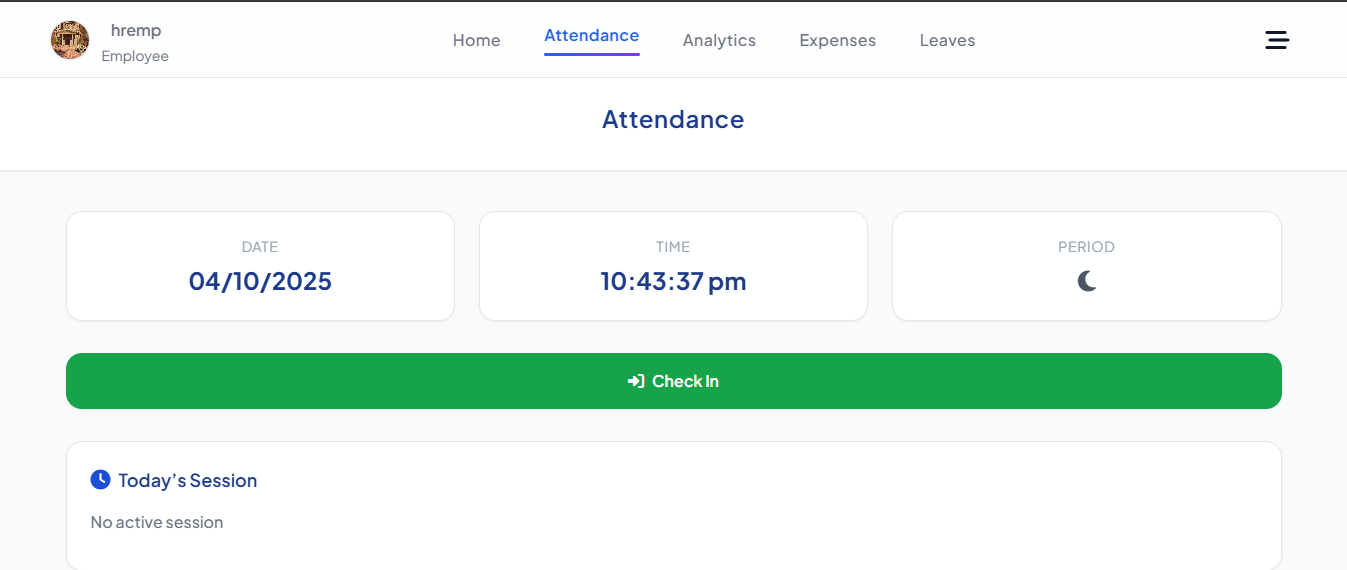 hremp
Employee
Home
Attendance
Analytics
Expenses
Leaves
Attendance
DATE
04/10/2025
TIME
10:43:37 pm
PERIOD
Check In
Today’s Session
No active session